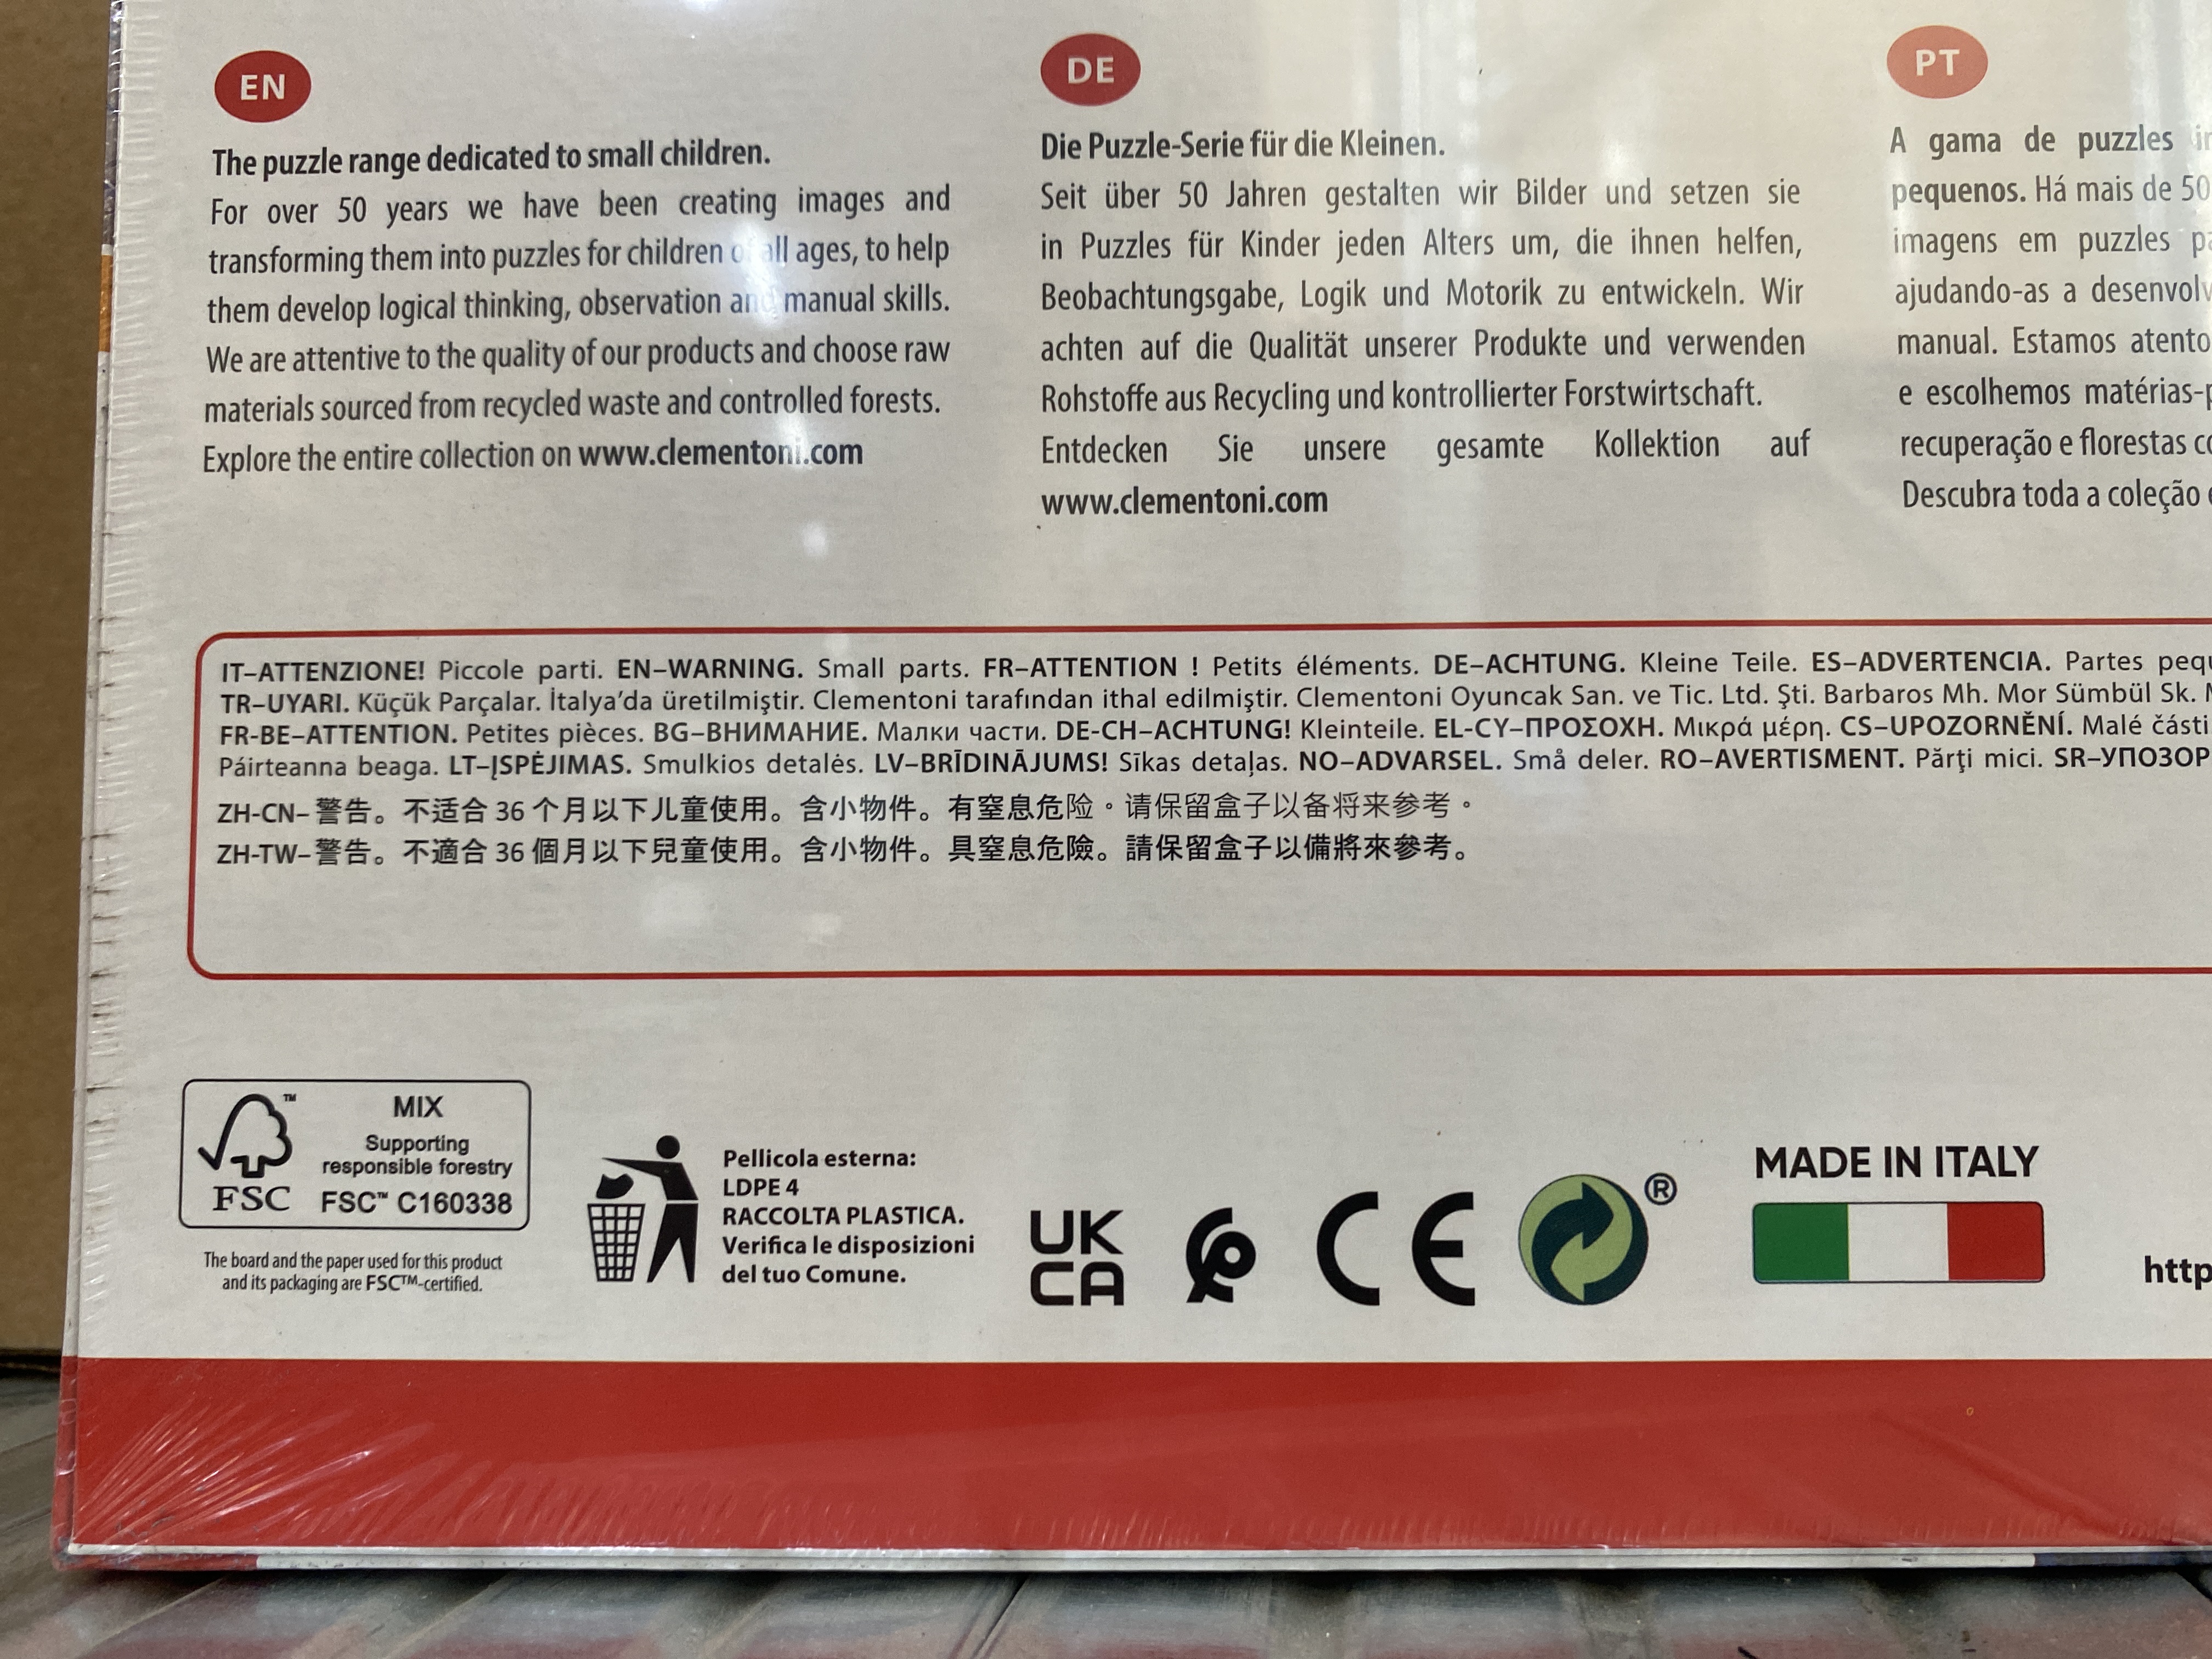 EN
The puzzle range dedicated to small children.
For over 50 years we have been creating images and
transforming them into puzzles for children of all ages, to help
them develop logical thinking, observation and manual skills.
We are attentive to the quality of our products and choose raw
materials sourced from recycled waste and controlled forests.
Explore the entire collection on www.clementoni.com
DE
Die Puzzle-Serie für die Kleinen.
Seit über 50 Jahren gestalten wir Bilder und setzen sie
in Puzzles für Kinder jeden Alters um, die ihnen helfen,
Beobachtungsgabe, Logik und Motorik zu entwickeln. Wir
achten auf die Qualität unserer Produkte und verwenden
Rohstoffe aus Recycling und kontrollierter Forstwirtschaft.
Entdecken Sie unsere gesamte Kollektion auf
www.clementoni.com
PT
A gama de puzzles
pequenos. Há mais de 50
imagens em puzzles
ajudando-as a
manual. Estamos
e escolhemos
recuperação e florestas
Descubra toda a coleção
IT–ATTENZIONE! Piccole parti. EN–WARNING. Small parts. FR–ATTENTION ! Petits éléments. DE–ACHTUNG. Kleine Teile. ES–ADVERTENCIA. Partes
TR–UYARI. Küçük Parçalar. İtalya'da üretilmiştir. Clementoni tarafından ithal edilmiştir. Clementoni Oyuncak San. ve Tic. Ltd. Şti. Barbaros Mh. Mor Sümbül Sk.
FR-BE–ATTENTION. Petites pièces. BG–ВНИМАНИЕ. Малки части. DE-CH–ACHTUNG! Kleinteile. EL-CY–ΠΡΟΣΟΧΗ. Μικρά μέρη. CS–UPOZORNĚNÍ. Malé části
Páirteanna beaga. LT–ĮSPĖJIMAS. Smulkios detalės. LV–BRĪDINĀJUMS! Sīkas detaļas. NO–ADVARSEL. Små deler. RO–AVERTISMENT. Părţi mici.
ZH-CN– 警告。不适合 36 个月以下儿童使用。含小物件。有窒息危险。请保留盒子以备将来参考。
ZH-TW– 警告。不適合 36 個月以下兒童使用。含小物件。具窒息危險。請保留盒子以備將來參考。
FSC
MIX
Supporting
responsible forestry
FSC™ C160338
The board and the paper used for this product
and its packaging are FSC™-certified.
Pellicola esterna:
LDPE 4
RACCOLTA PLASTICA.
Verifica le disposizioni
del tuo Comune.
UK
CA
CE
®
MADE IN ITALY
http